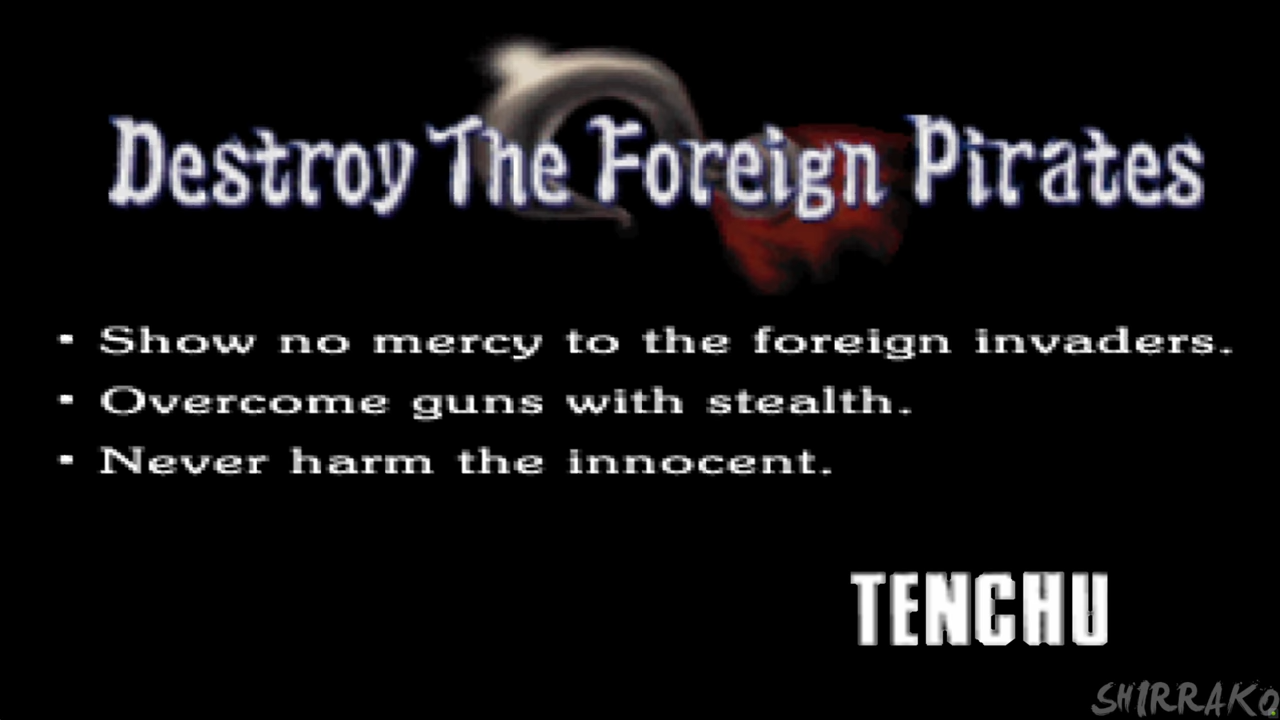 Destroy The Foreign Pirates
• Show no mercy to the foreign invaders.
• Overcome guns with stealth.
• Never harm the innocent.
TENCHU
SHIRRAKO